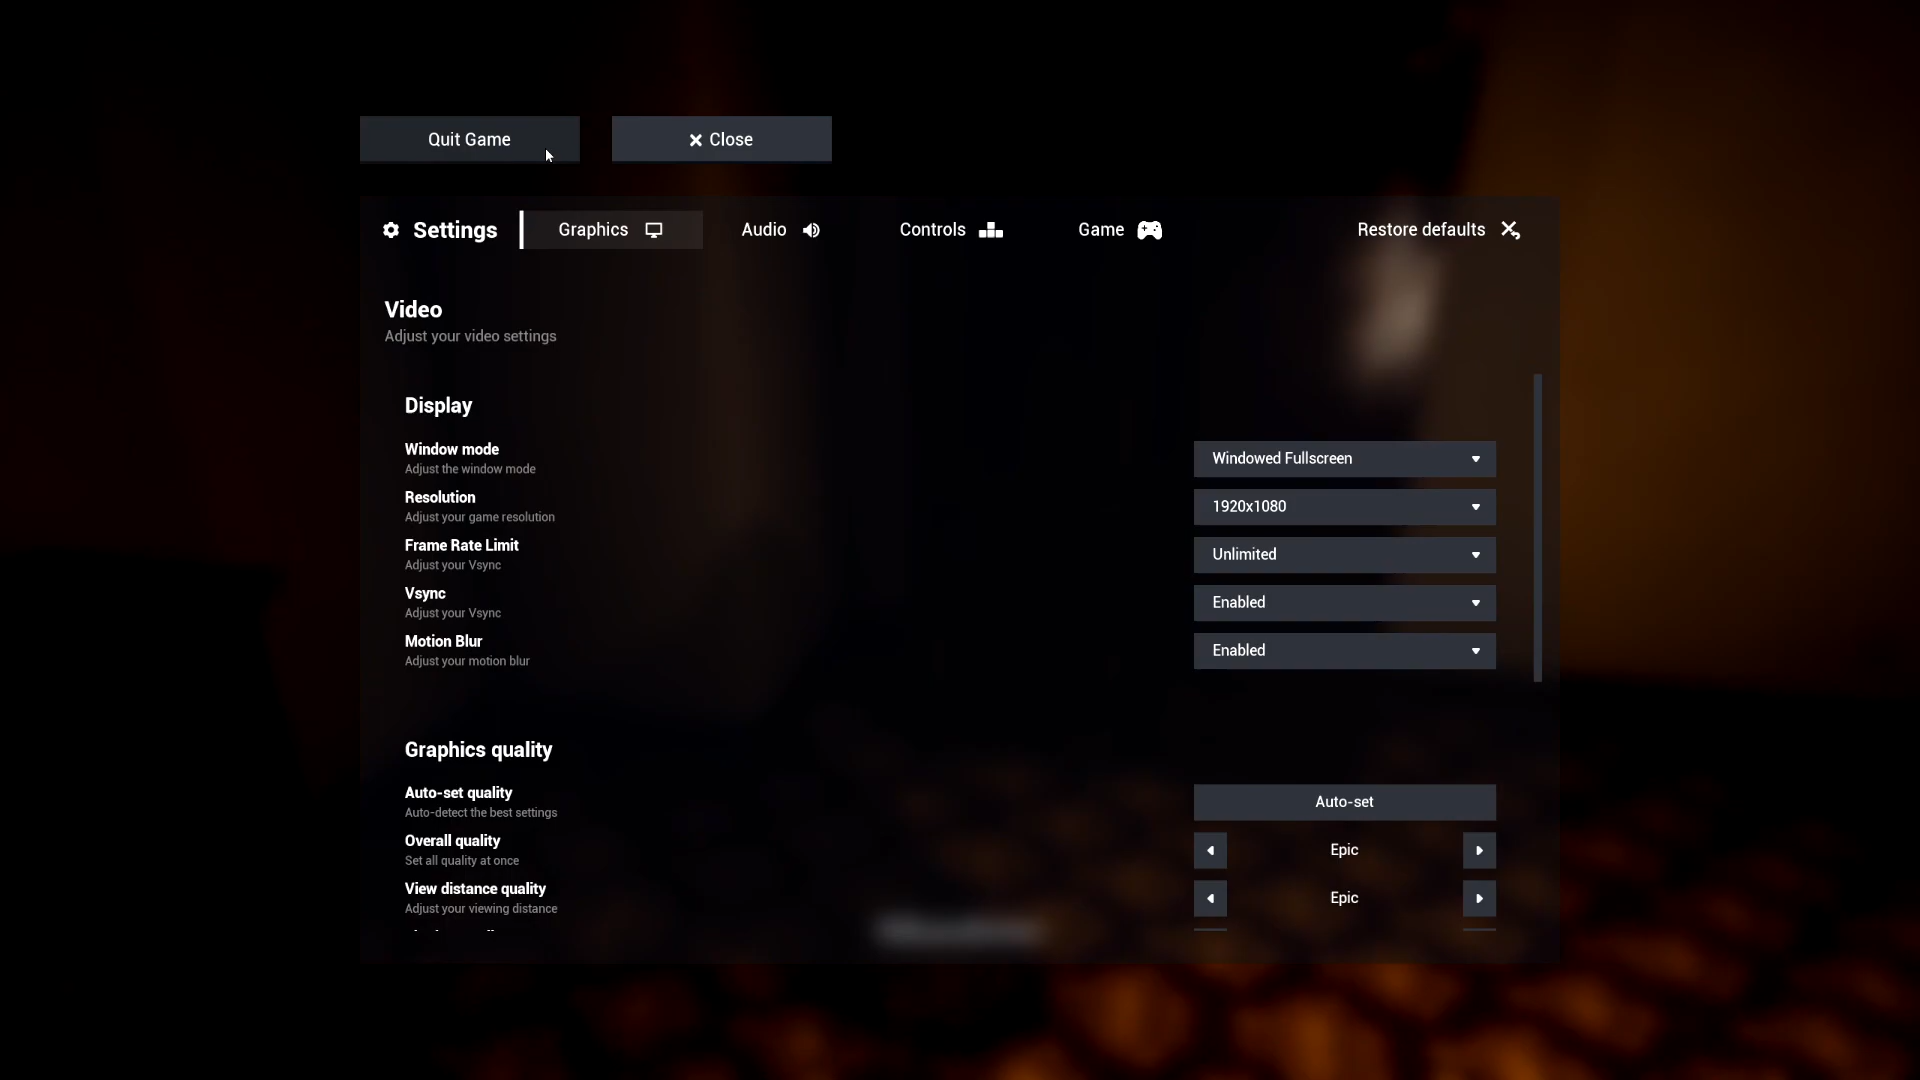 Quit Game
Close
Settings
Graphics
Audio
Controls
Game
Restore defaults
Video
Adjust your video settings
Display
Window mode
Windowed Fullscreen
Adjust the window mode
Resolution
1920x1080
Adjust your game resolution
Frame Rate Limit
Unlimited
Adjust your Vsync
Vsync
Enabled
Adjust your Vsync
Motion Blur
Enabled
Adjust your motion blur
Graphics quality
Auto-set quality
Auto-set
Auto-detect the best settings
Overall quality
Epic
Set all quality at once
View distance quality
Epic
Adjust your viewing distance